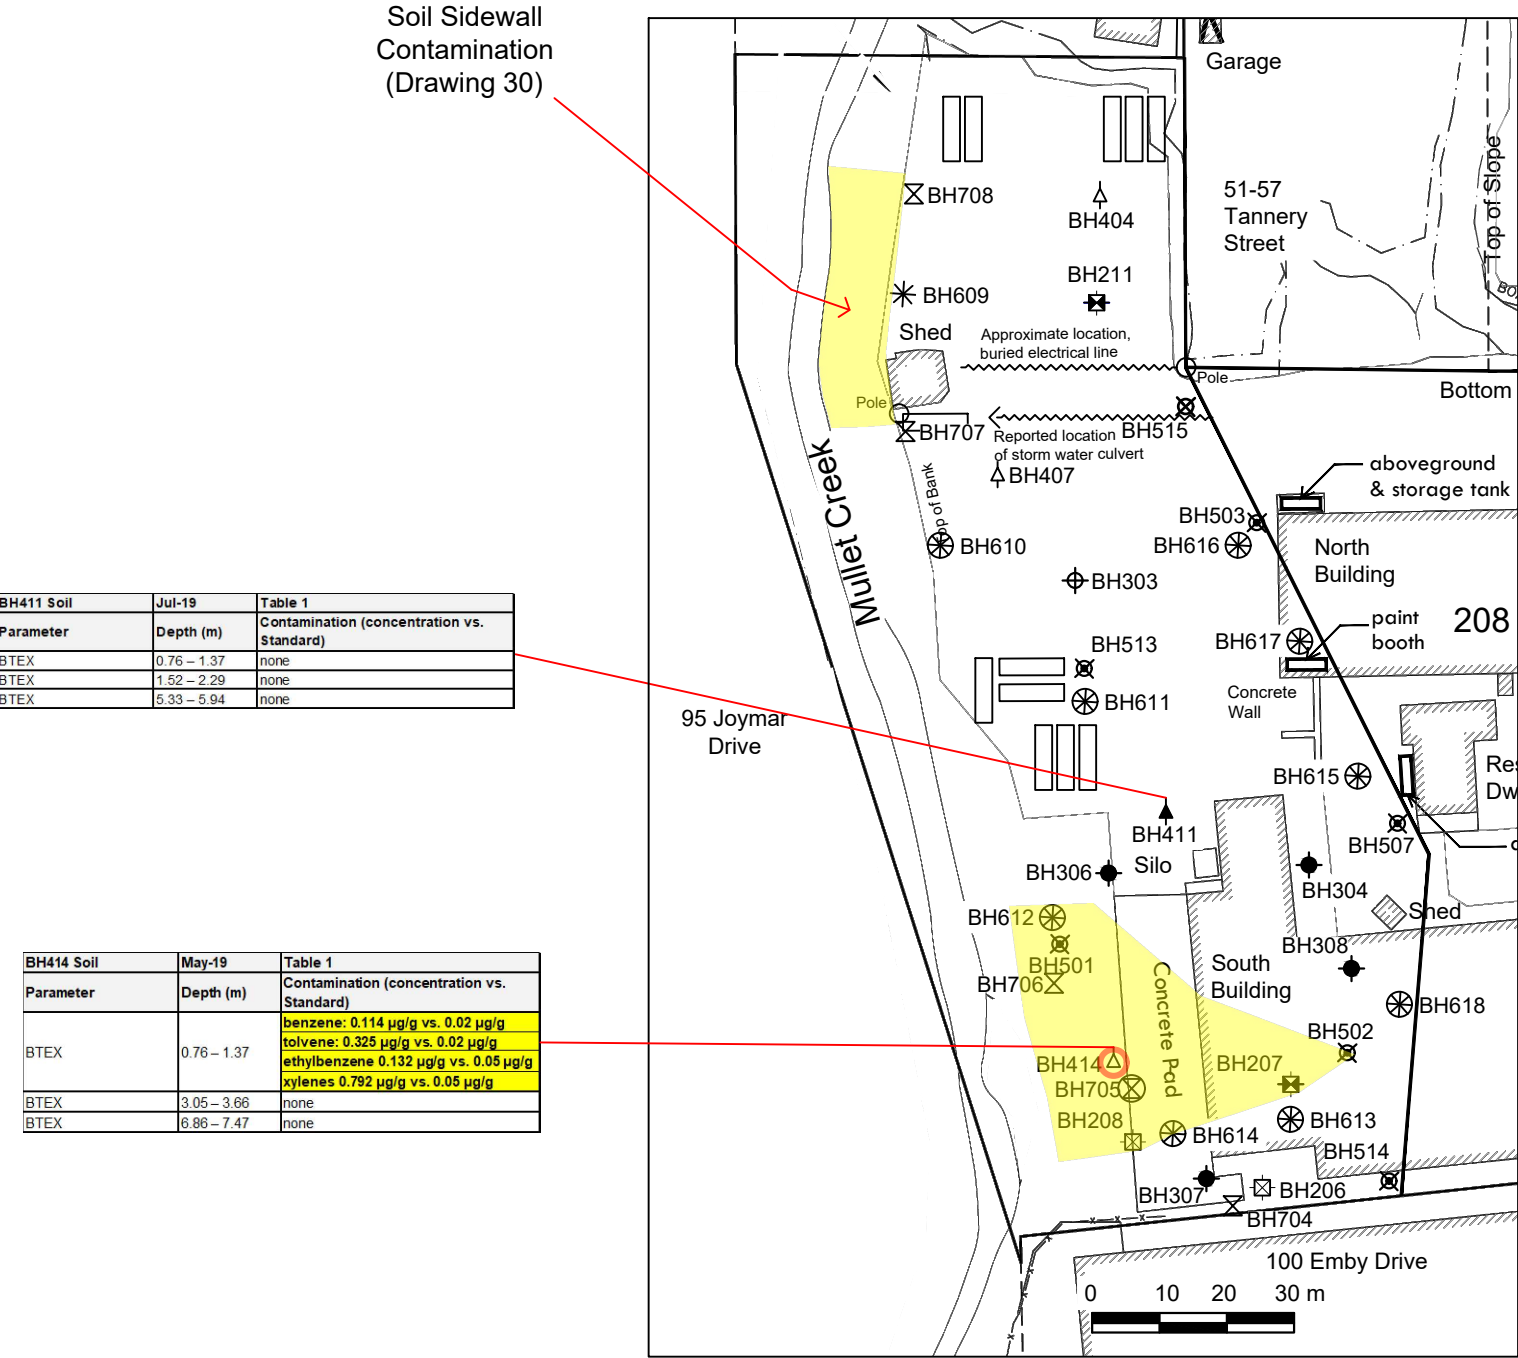 Soil Sidewall
Contamination
(Drawing 30)
Garage
Top of Slope
51-57
Tannery
Street
BH708
BH404
BH211
BH609
Shed
Approximate location,
buried electrical line
Pole
Bottom
Pole
BH707
Reported location
of storm water culvert
BH515
BH407
aboveground
& storage tank
Mullet Creek
BH503
BH616
BH610
North
Building
BH303
208
paint
booth
BH617
BH513
BH611
Concrete
Wall
BH411 Soil Jul-19 Table 1
Parameter Depth (m) Contamination (concentration vs.
Standard)
BTEX 0.76 – 1.37 none
BTEX 1.52 – 2.29 none
BTEX 5.33 – 5.94 none
95 Joymar
Drive
BH615
BH411
BH507
BH306
Silo
BH304
Shed
BH612
BH501
BH706
Concrete Pad
South
Building
BH308
BH618
BH502
BH414 Soil May-19 Table 1
Parameter Depth (m) Contamination (concentration vs.
Standard)
BTEX 0.76 – 1.37 benzene: 0.114 µg/g vs. 0.02 µg/g
tolvene: 0.325 µg/g vs. 0.02 µg/g
ethylbenzene 0.132 µg/g vs. 0.05 µg/g
xylenes 0.792 µg/g vs. 0.05 µg/g
BTEX 3.05 – 3.66 none
BTEX 6.86 – 7.47 none
BH414
BH207
BH705
BH208
BH614
BH613
BH514
BH307
BH206
BH704
100 Emby Drive
0 10 20 30 m